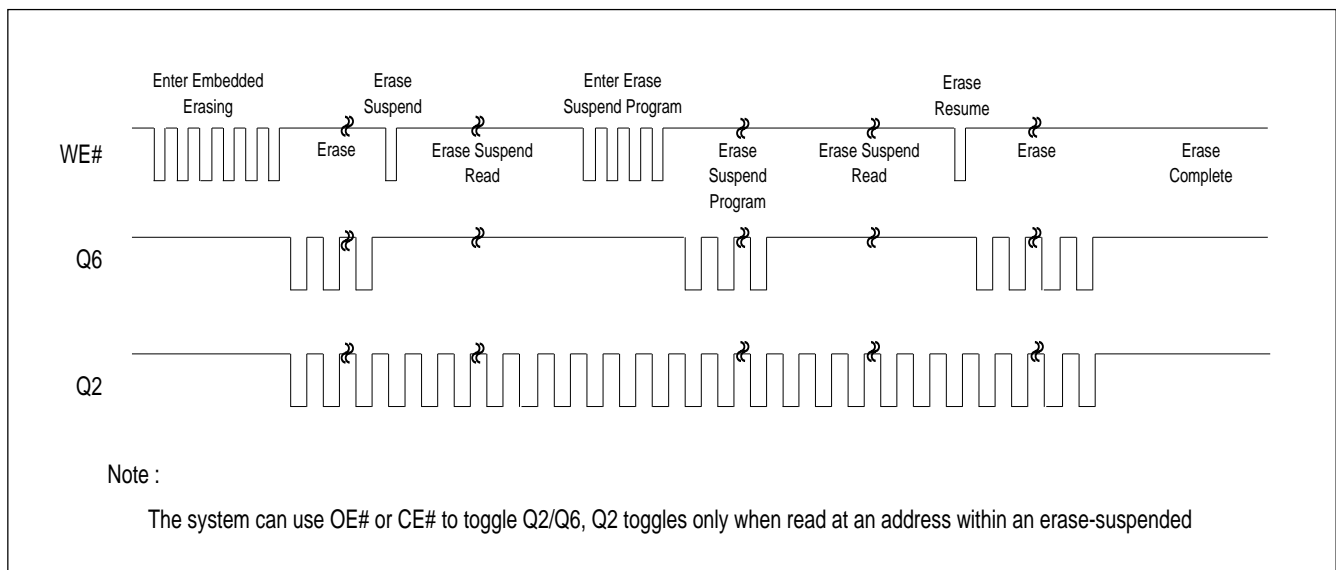 Enter Embedded
Erasing
Erase
Suspend
Enter Erase
Suspend Program
Erase
Resume
WE#
Erase
Erase Suspend
Read
Erase
Suspend
Program
Erase Suspend
Read
Erase
Erase
Complete
Q6
Q2
Note :
The system can use OE# or CE# to toggle Q2/Q6, Q2 toggles only when read at an address within an erase-suspended